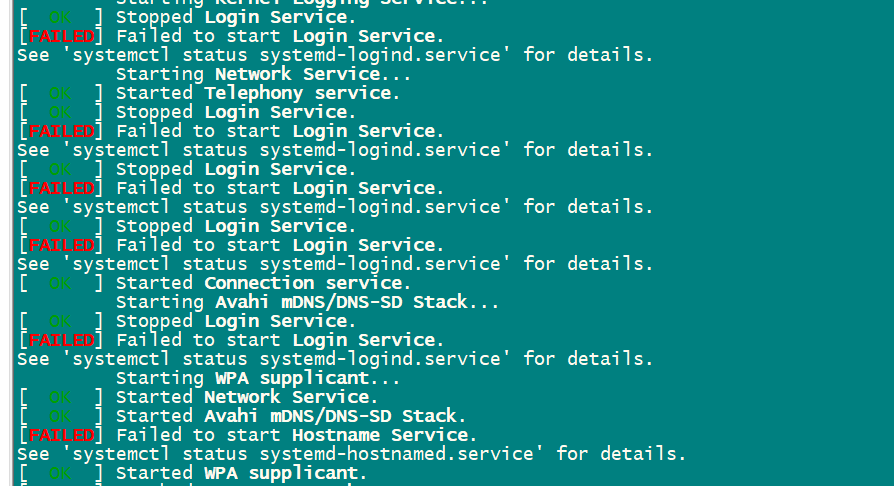 Starting Kernel Logging Service...
[  OK  ] Stopped Login Service.
[FAILED] Failed to start Login Service.
See 'systemctl status systemd-logind.service' for details.
Starting Network Service...
[  OK  ] Started Telephony service.
[  OK  ] Stopped Login Service.
[FAILED] Failed to start Login Service.
See 'systemctl status systemd-logind.service' for details.
[  OK  ] Stopped Login Service.
[FAILED] Failed to start Login Service.
See 'systemctl status systemd-logind.service' for details.
[  OK  ] Stopped Login Service.
[FAILED] Failed to start Login Service.
See 'systemctl status systemd-logind.service' for details.
[  OK  ] Started Connection service.
Starting Avahi mDNS/DNS-SD Stack...
[  OK  ] Stopped Login Service.
[FAILED] Failed to start Login Service.
See 'systemctl status systemd-logind.service' for details.
Starting WPA supplicant...
[  OK  ] Started Network Service.
[  OK  ] Started Avahi mDNS/DNS-SD Stack.
[FAILED] Failed to start Hostname Service.
See 'systemctl status systemd-hostnamed.service' for details.
[  OK  ] Started WPA supplicant.